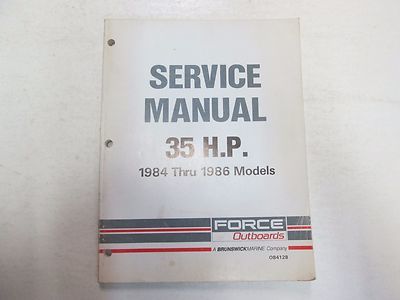 SERVICE
MANUAL
35 H.P.
1984 Thru 1986 Models
FORCE
Outboards
A BRUNSWICK MARINE Company
OB4128